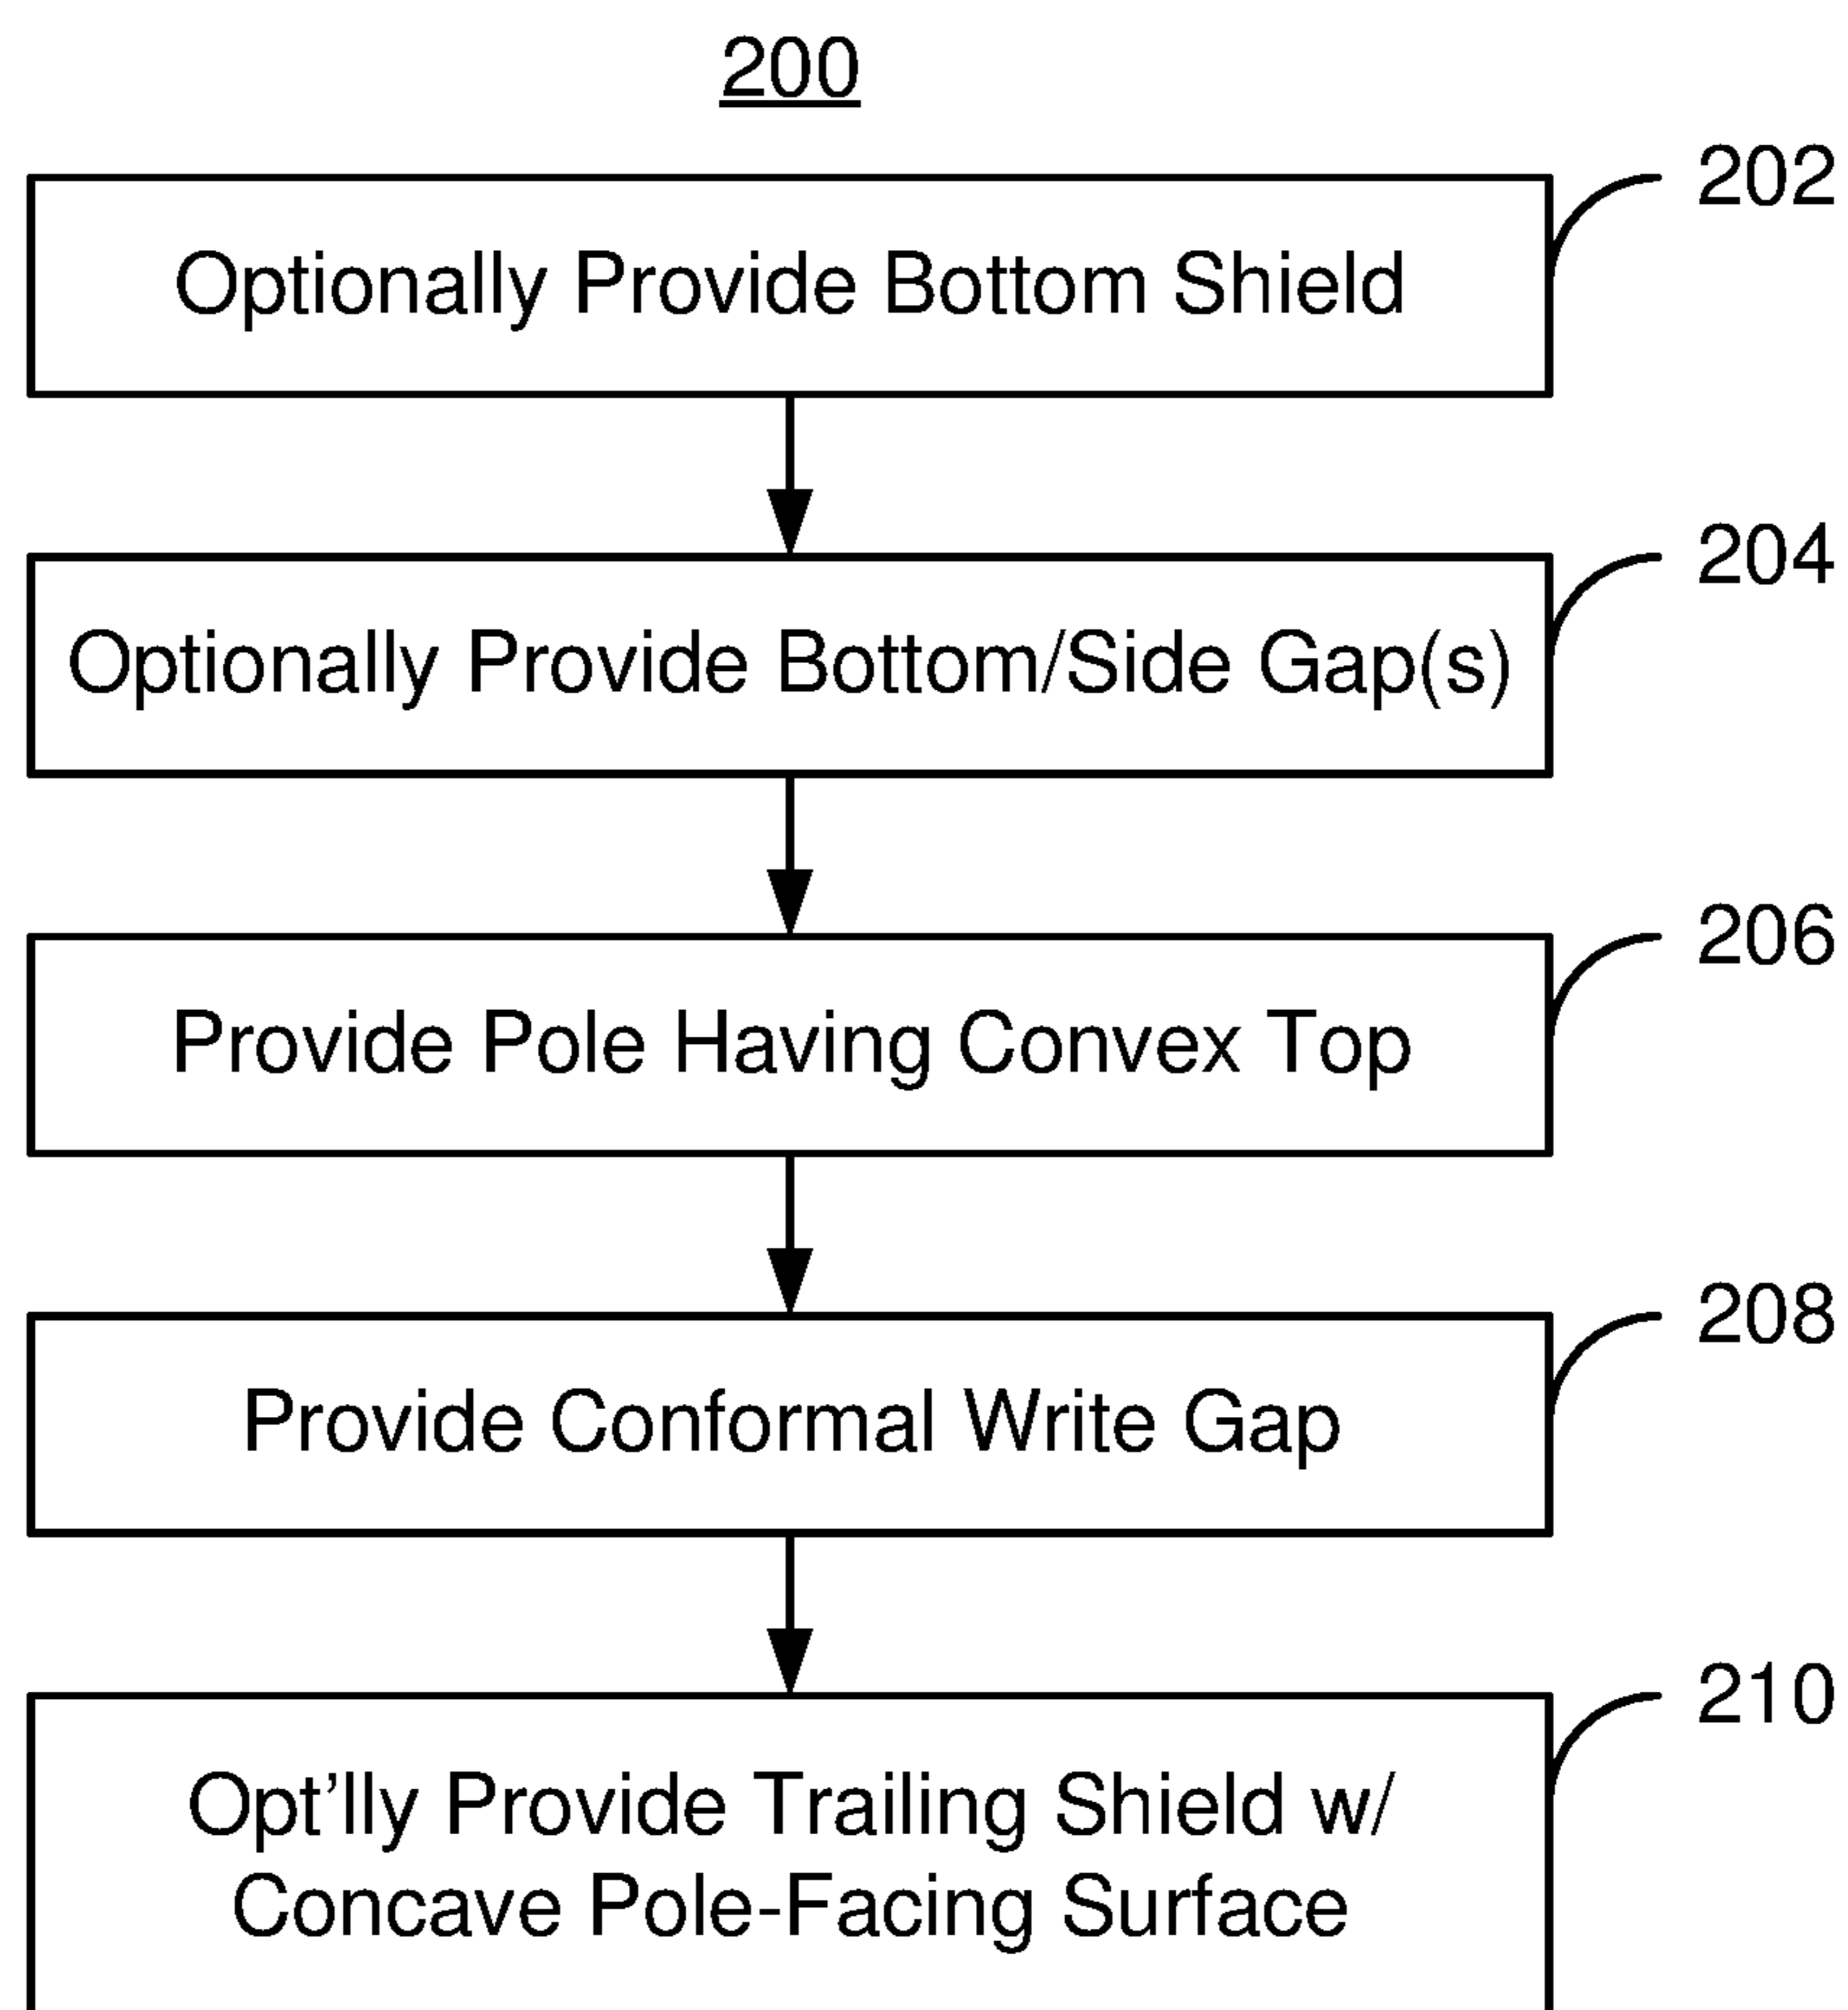 200
202
Optionally Provide Bottom Shield
204
Optionally Provide Bottom/Side Gap(s)
206
Provide Pole Having Convex Top
208
Provide Conformal Write Gap
210
Opt’lly Provide Trailing Shield w/
Concave Pole-Facing Surface